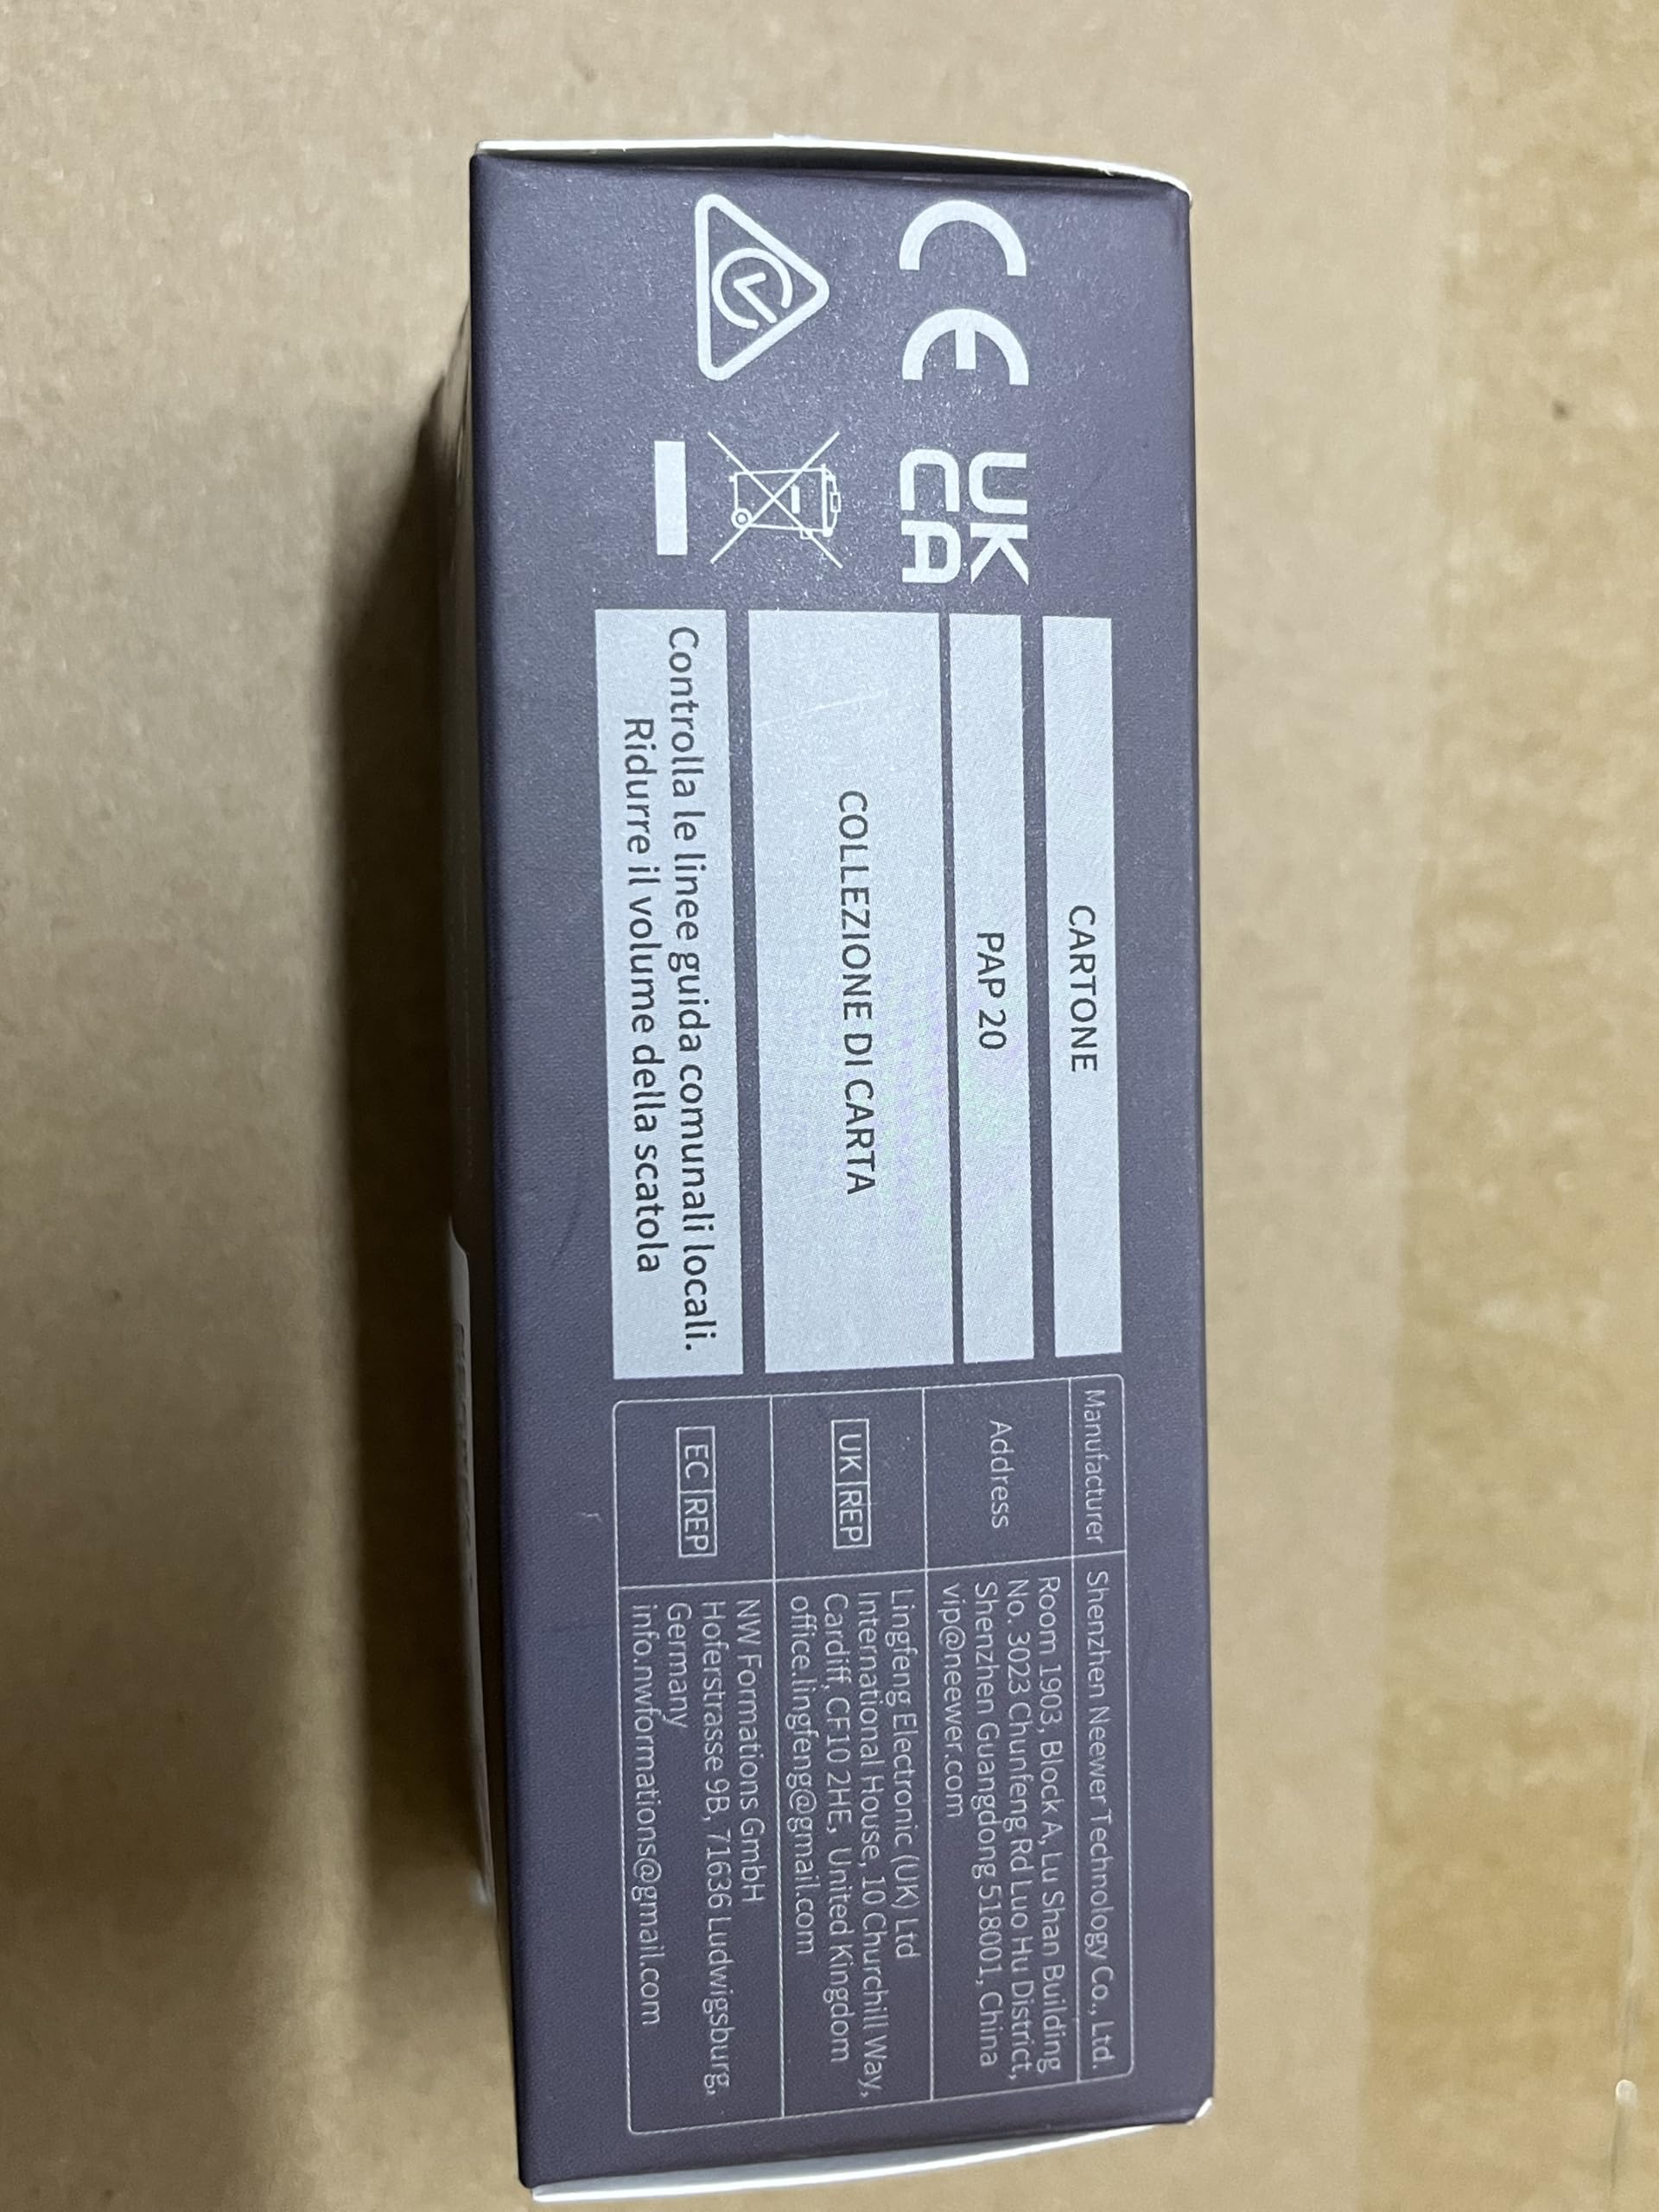 CE
UK
CA
CARTONE
PAP 20
COLLEZIONE DI CARTA
Controlla le linee guida comunali locali.
Ridurre il volume della scatola
Manufacturer
Shenzhen Neewer Technology Co., Ltd.
Address
Room 1903, Block A, Lu Shan Building
No. 3023 Chunfeng Rd Luo Hu District,
Shenzhen Guangdong 518001, China
vip@neewer.com
UK REP
Lingfeng Electronic (UK) Ltd
International House, 10 Churchill Way,
Cardiff, CF10 2HE, United Kingdom
office.lingfeng@gmail.com
EC REP
NW Formations GmbH
Hoferstrasse 9B, 71636 Ludwigsburg,
Germany
info.nwformations@gmail.com